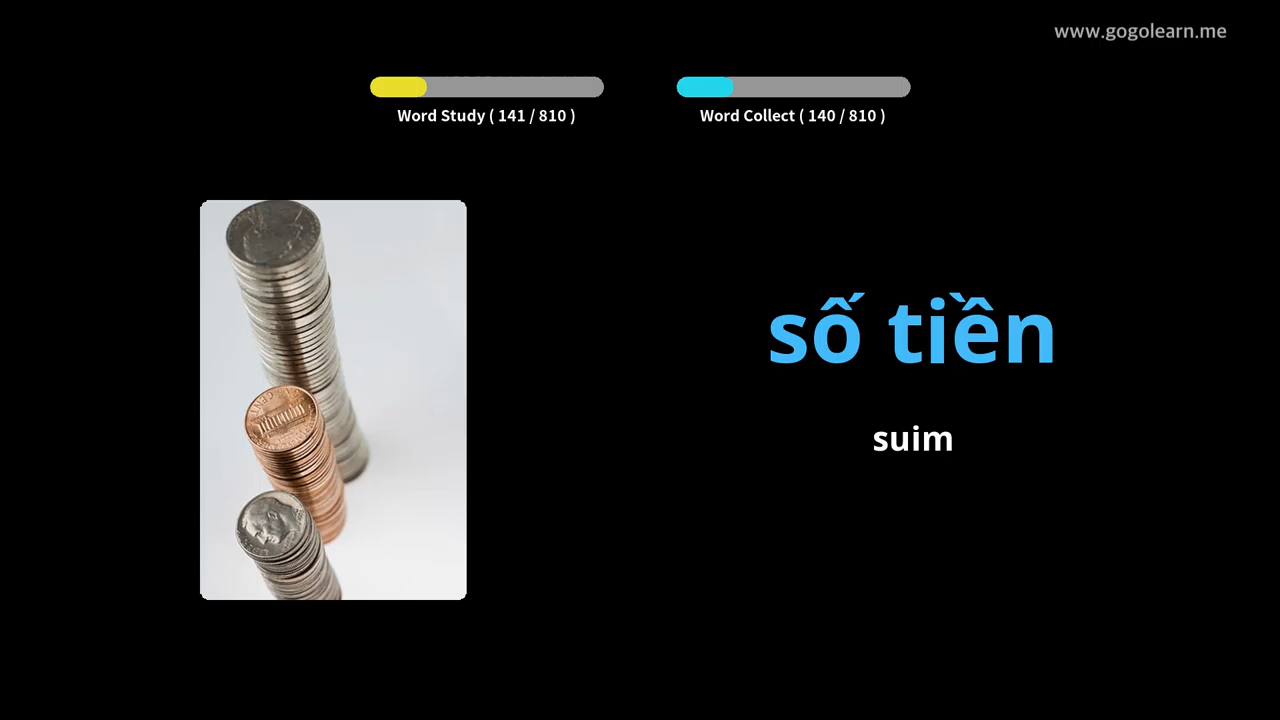 www.gogolearn.me
Word Study ( 141 / 810 )
Word Collect ( 140 / 810 )
số tiền
suim